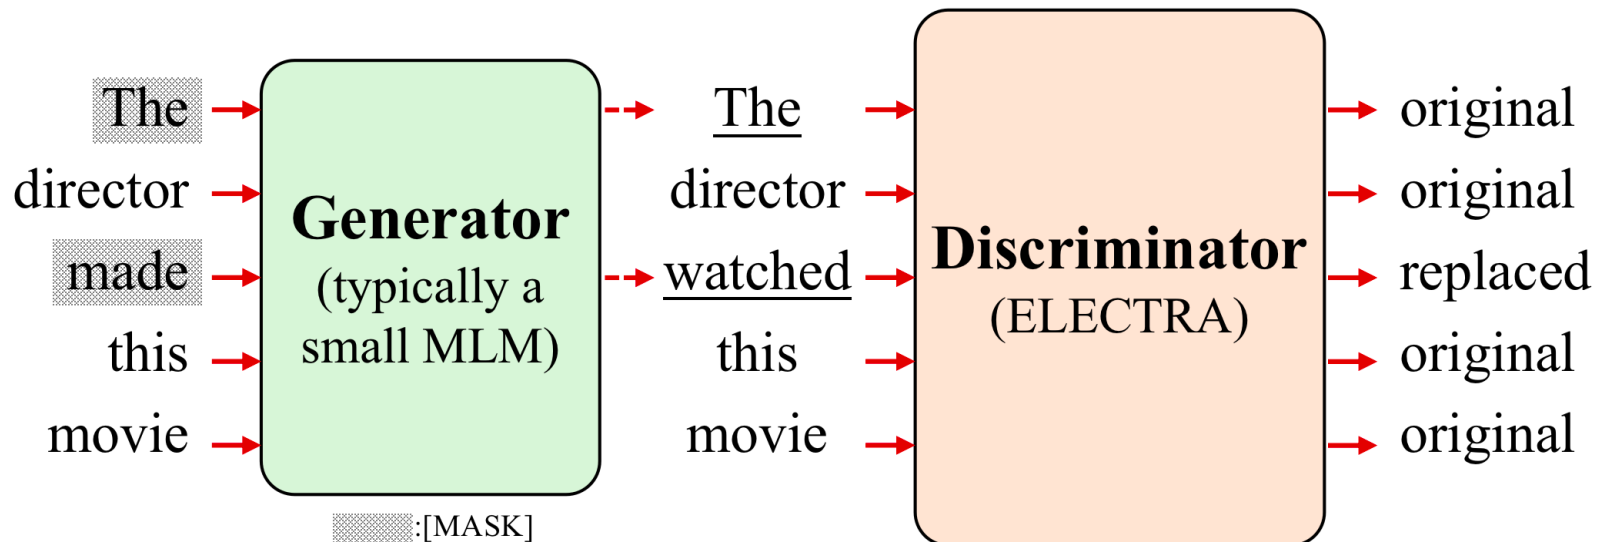 The
director
made
this
movie
Generator
(typically a
small MLM)
:[MASK]
The
director
watched
this
movie
Discriminator
(ELECTRA)
original
original
replaced
original
original